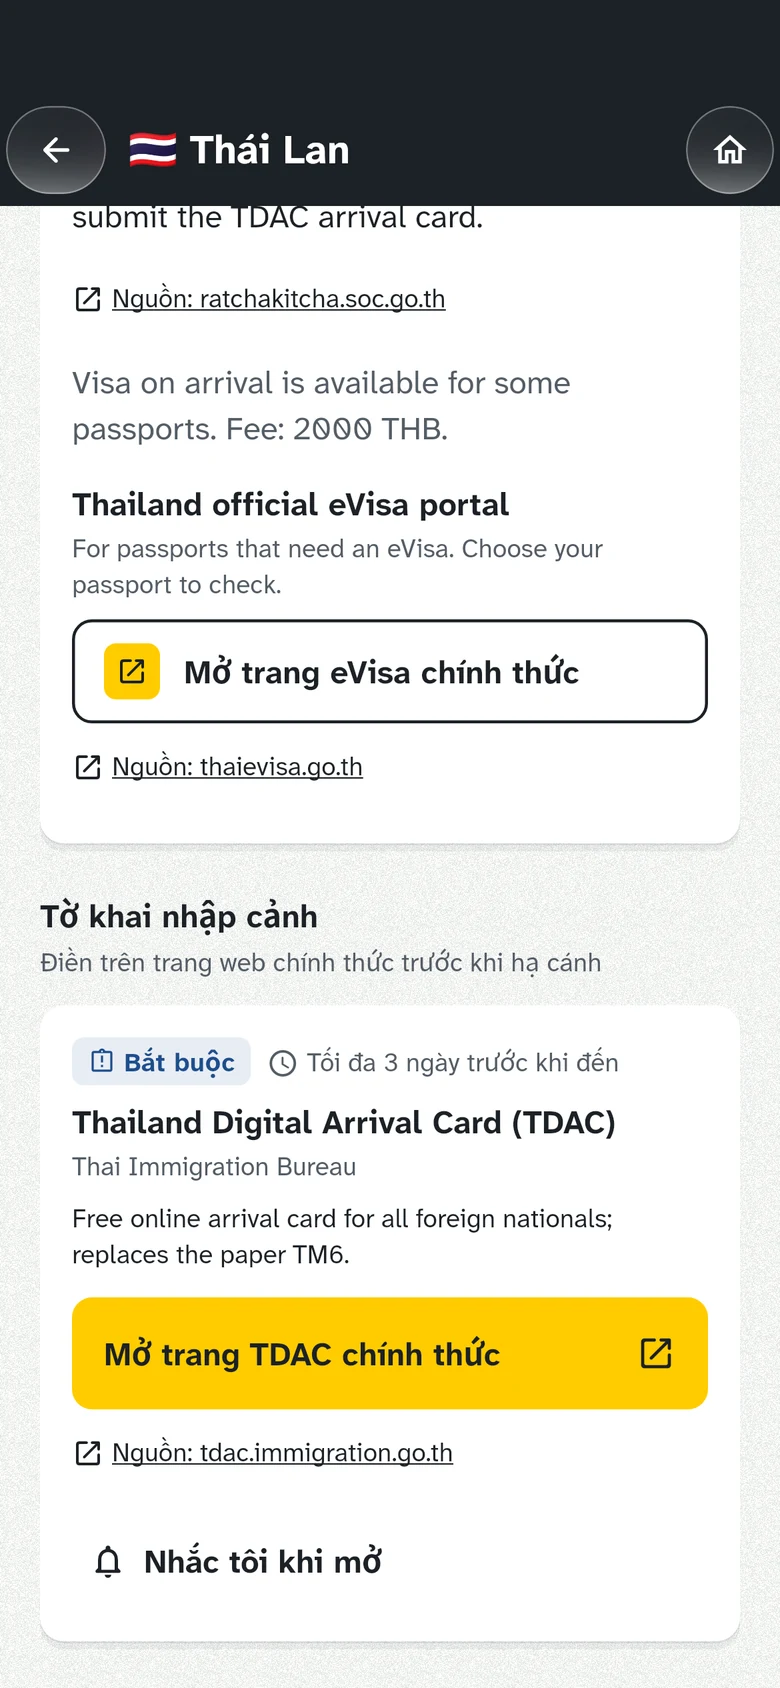 Thái Lan
submit the TDAC arrival card.
Nguồn: ratchakitcha.soc.go.th
Visa on arrival is available for some
passports. Fee: 2000 THB.
Thailand official eVisa portal
For passports that need an eVisa. Choose your
passport to check.
Mở trang eVisa chính thức
Nguồn: thaievisa.go.th
Tờ khai nhập cảnh
Điền trên trang web chính thức trước khi hạ cánh
Bắt buộc Tối đa 3 ngày trước khi đến
Thailand Digital Arrival Card (TDAC)
Thai Immigration Bureau
Free online arrival card for all foreign nationals;
replaces the paper TM6.
Mở trang TDAC chính thức
Nguồn: tdac.immigration.go.th
Nhắc tôi khi mở